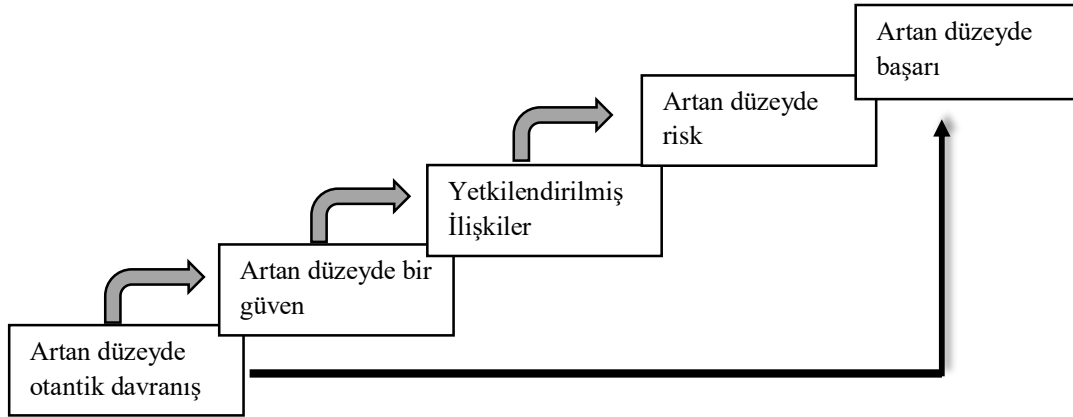 Artan düzeyde
başarı
Artan düzeyde
risk
Yetkilendirilmiş
İlişkiler
Artan düzeyde bir
güven
Artan düzeyde
otantik davranış